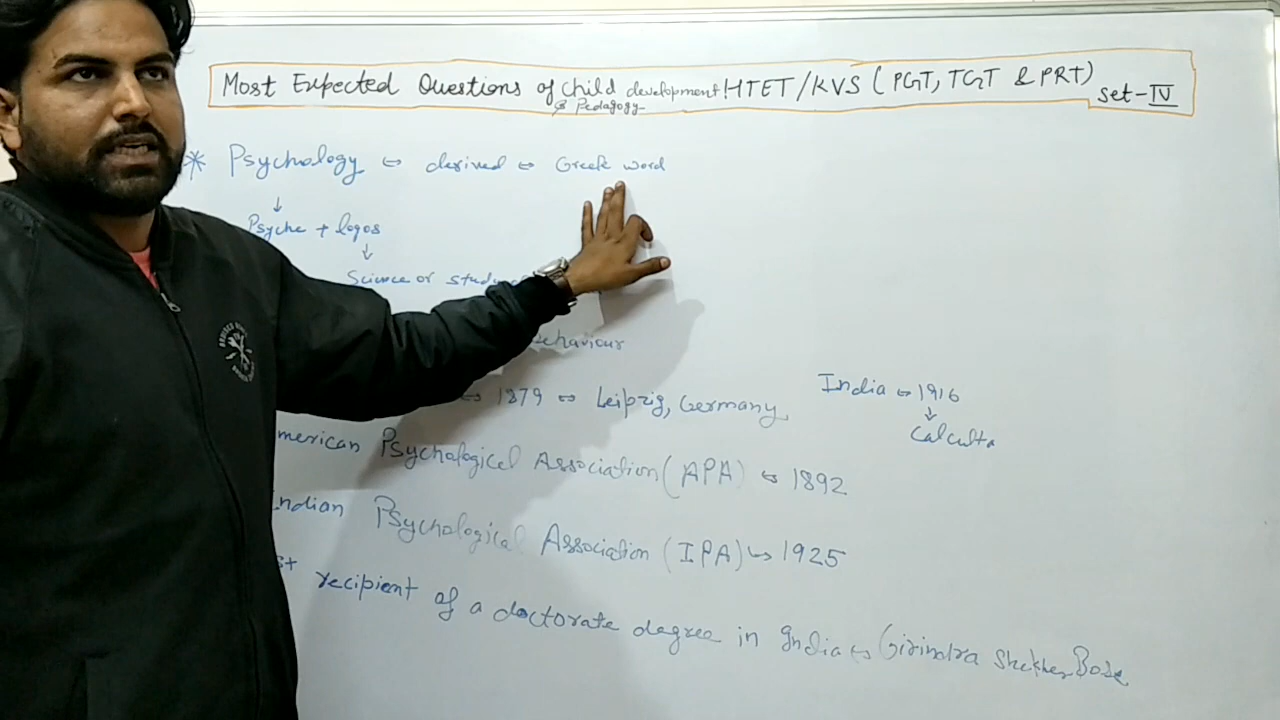 Most Expected Questions of child development HTET/KVS (PGT, TGT & PRT)
& Pedagogy
Set-IV
* Psychology ↔ derived ↔ Greek word
↓
Psyche + logos
↓
Science or study
Behaviour
↔ 1879 ↔ Leipzig, Germany
India ↔ 1916
↓
Calcutta
merican Psychological Association (APA) ↔ 1892
Indian Psychological Association (IPA) ↳ 1925
st recipient of a doctorate degree in India ↔ Girindra Shekher Bose